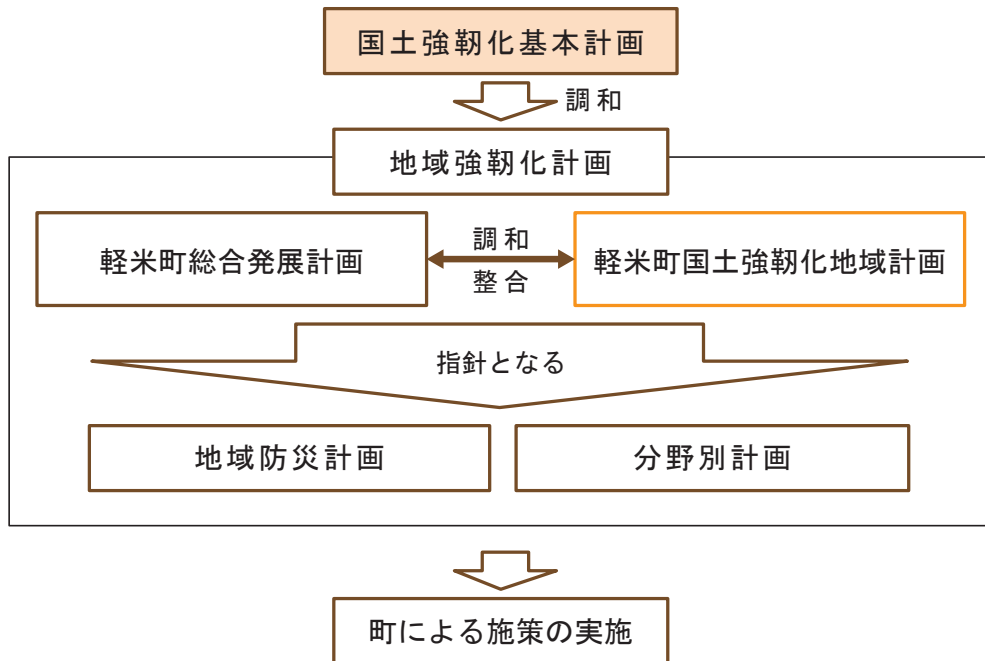 国土強靭化基本計画
調和
地域強靭化計画
軽米町総合発展計画
調和
整合
軽米町国土強靭化地域計画
指針となる
地域防災計画
分野別計画
町による施策の実施